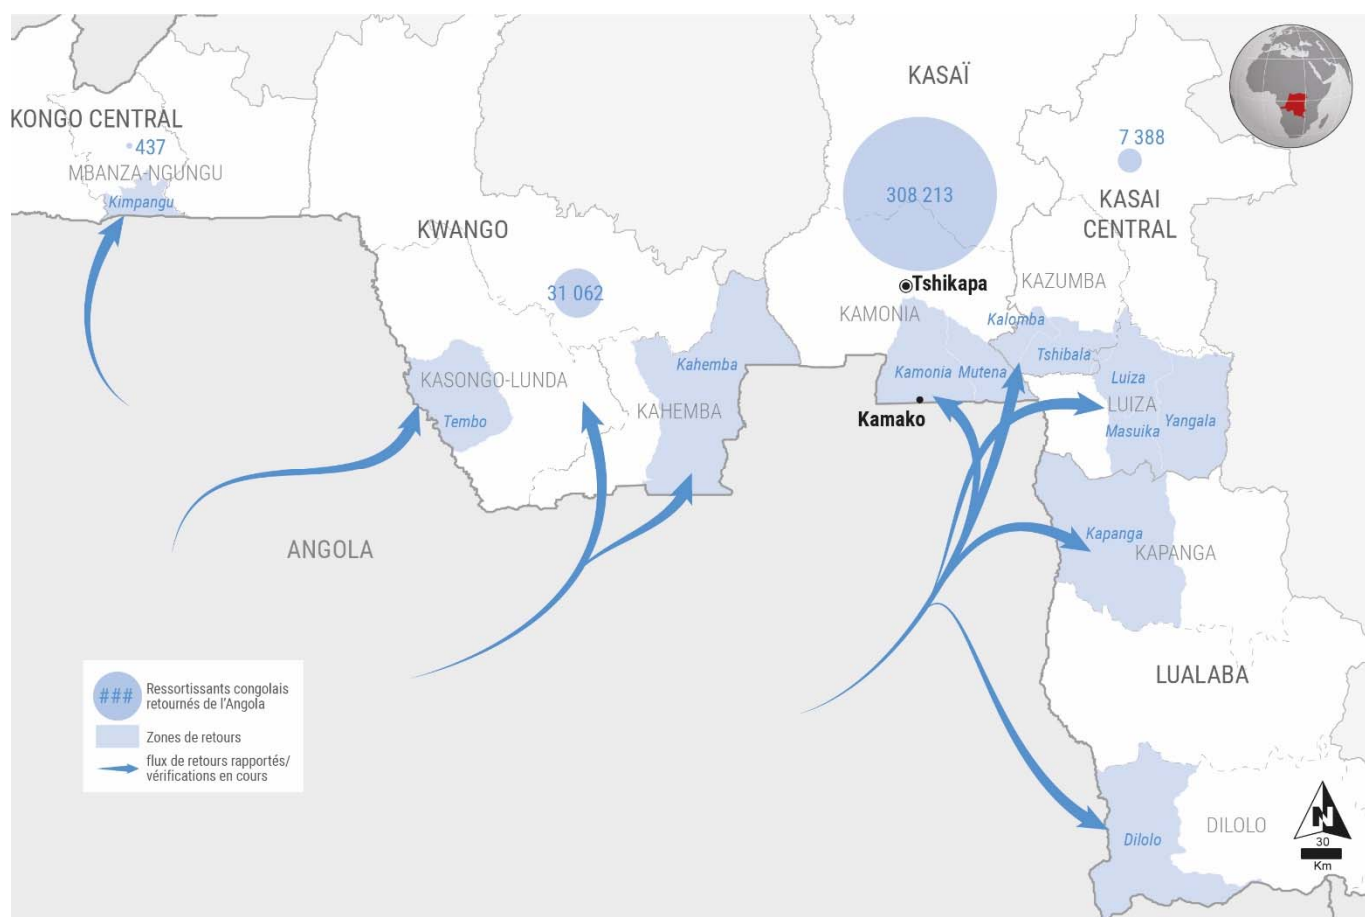 KASAÏ
KONGO CENTRAL
437
MBANZA-NGUNGU
Kimpangu
7 388
308 213
KASAI
CENTRAL
KWANGO
31 062
Tshikapa
KAZUMBA
KAMONIA
Kalomba
Tshibala
Kahemba
KASONGO-LUNDA
Tembo
KAHEMBA
Kamonia
Mutena
Kamako
Luiza
LUIZA
Masuika
Yangala
ANGOLA
Kapanga
KAPANGA
LUALABA
###
Ressortissants congolais
retournés de l'Angola
Zones de retours
flux de retours rapportés/
vérifications en cours
Dilolo
DILOLO
N
30
Km